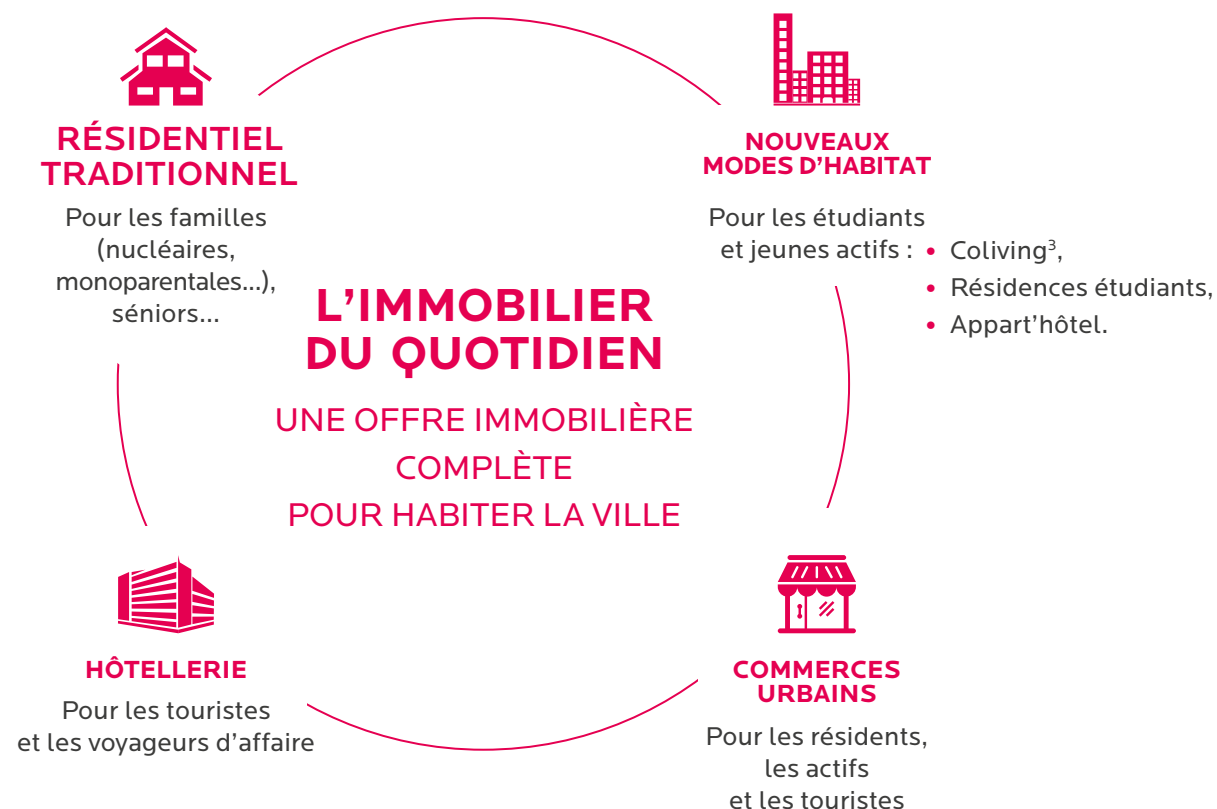 RÉSIDENTIEL
TRADITIONNEL
Pour les familles
(nucléaires,
monoparentales...),
séniors...
NOUVEAUX
MODES D'HABITAT
Pour les étudiants
et jeunes actifs :
• Coliving³,
• Résidences étudiants,
• Appart'hôtel.
L'IMMOBILIER
DU QUOTIDIEN
UNE OFFRE IMMOBILIÈRE
COMPLÈTE
POUR HABITER LA VILLE
HÔTELLERIE
Pour les touristes
et les voyageurs d'affaire
COMMERCES
URBAINS
Pour les résidents,
les actifs
et les touristes